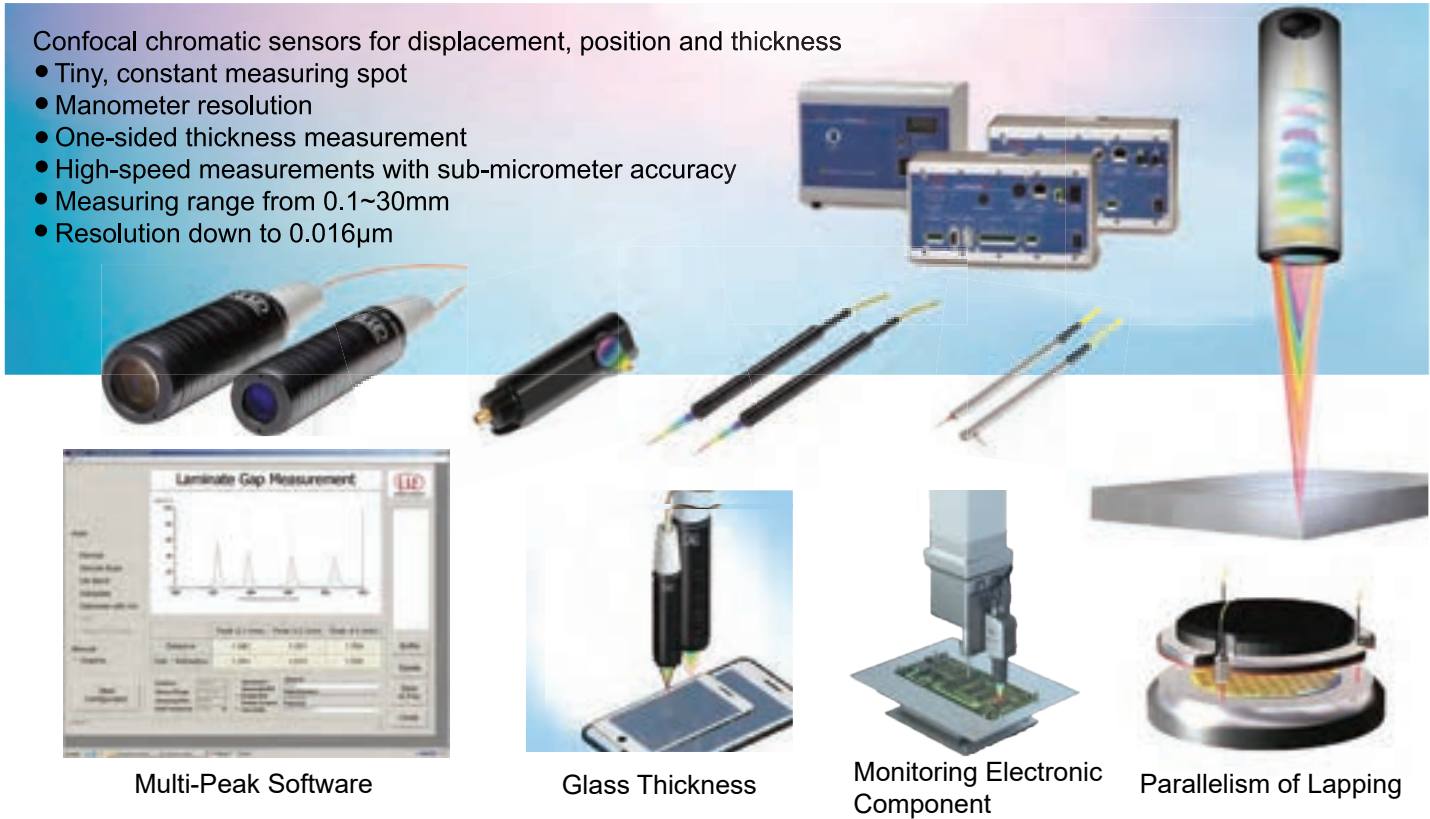 Confocal chromatic sensors for displacement, position and thickness
● Tiny, constant measuring spot
● Manometer resolution
● One-sided thickness measurement
● High-speed measurements with sub-micrometer accuracy
● Measuring range from 0.1~30mm
● Resolution down to 0.016µm
Laminate Gap Measurement
Multi-Peak Software
Glass Thickness
Monitoring Electronic
Component
Parallelism of Lapping